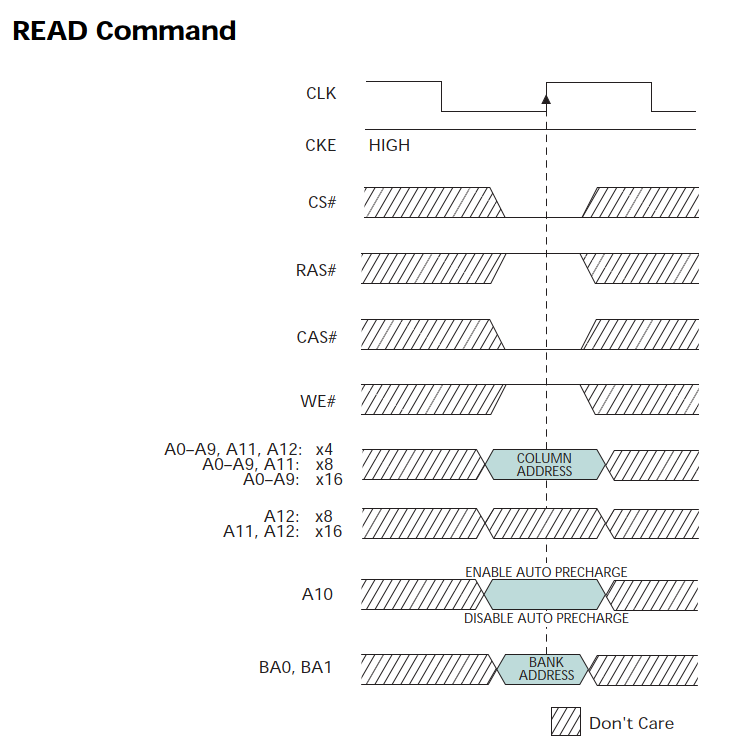 READ Command
CLK
CKE HIGH
CS#
RAS#
CAS#
WE#
A0–A9, A11, A12: x4
A0–A9, A11: x8
A0–A9: x16
COLUMN
ADDRESS
A12: x8
A11, A12: x16
ENABLE AUTO PRECHARGE
A10
DISABLE AUTO PRECHARGE
BA0, BA1
BANK
ADDRESS
Don't Care